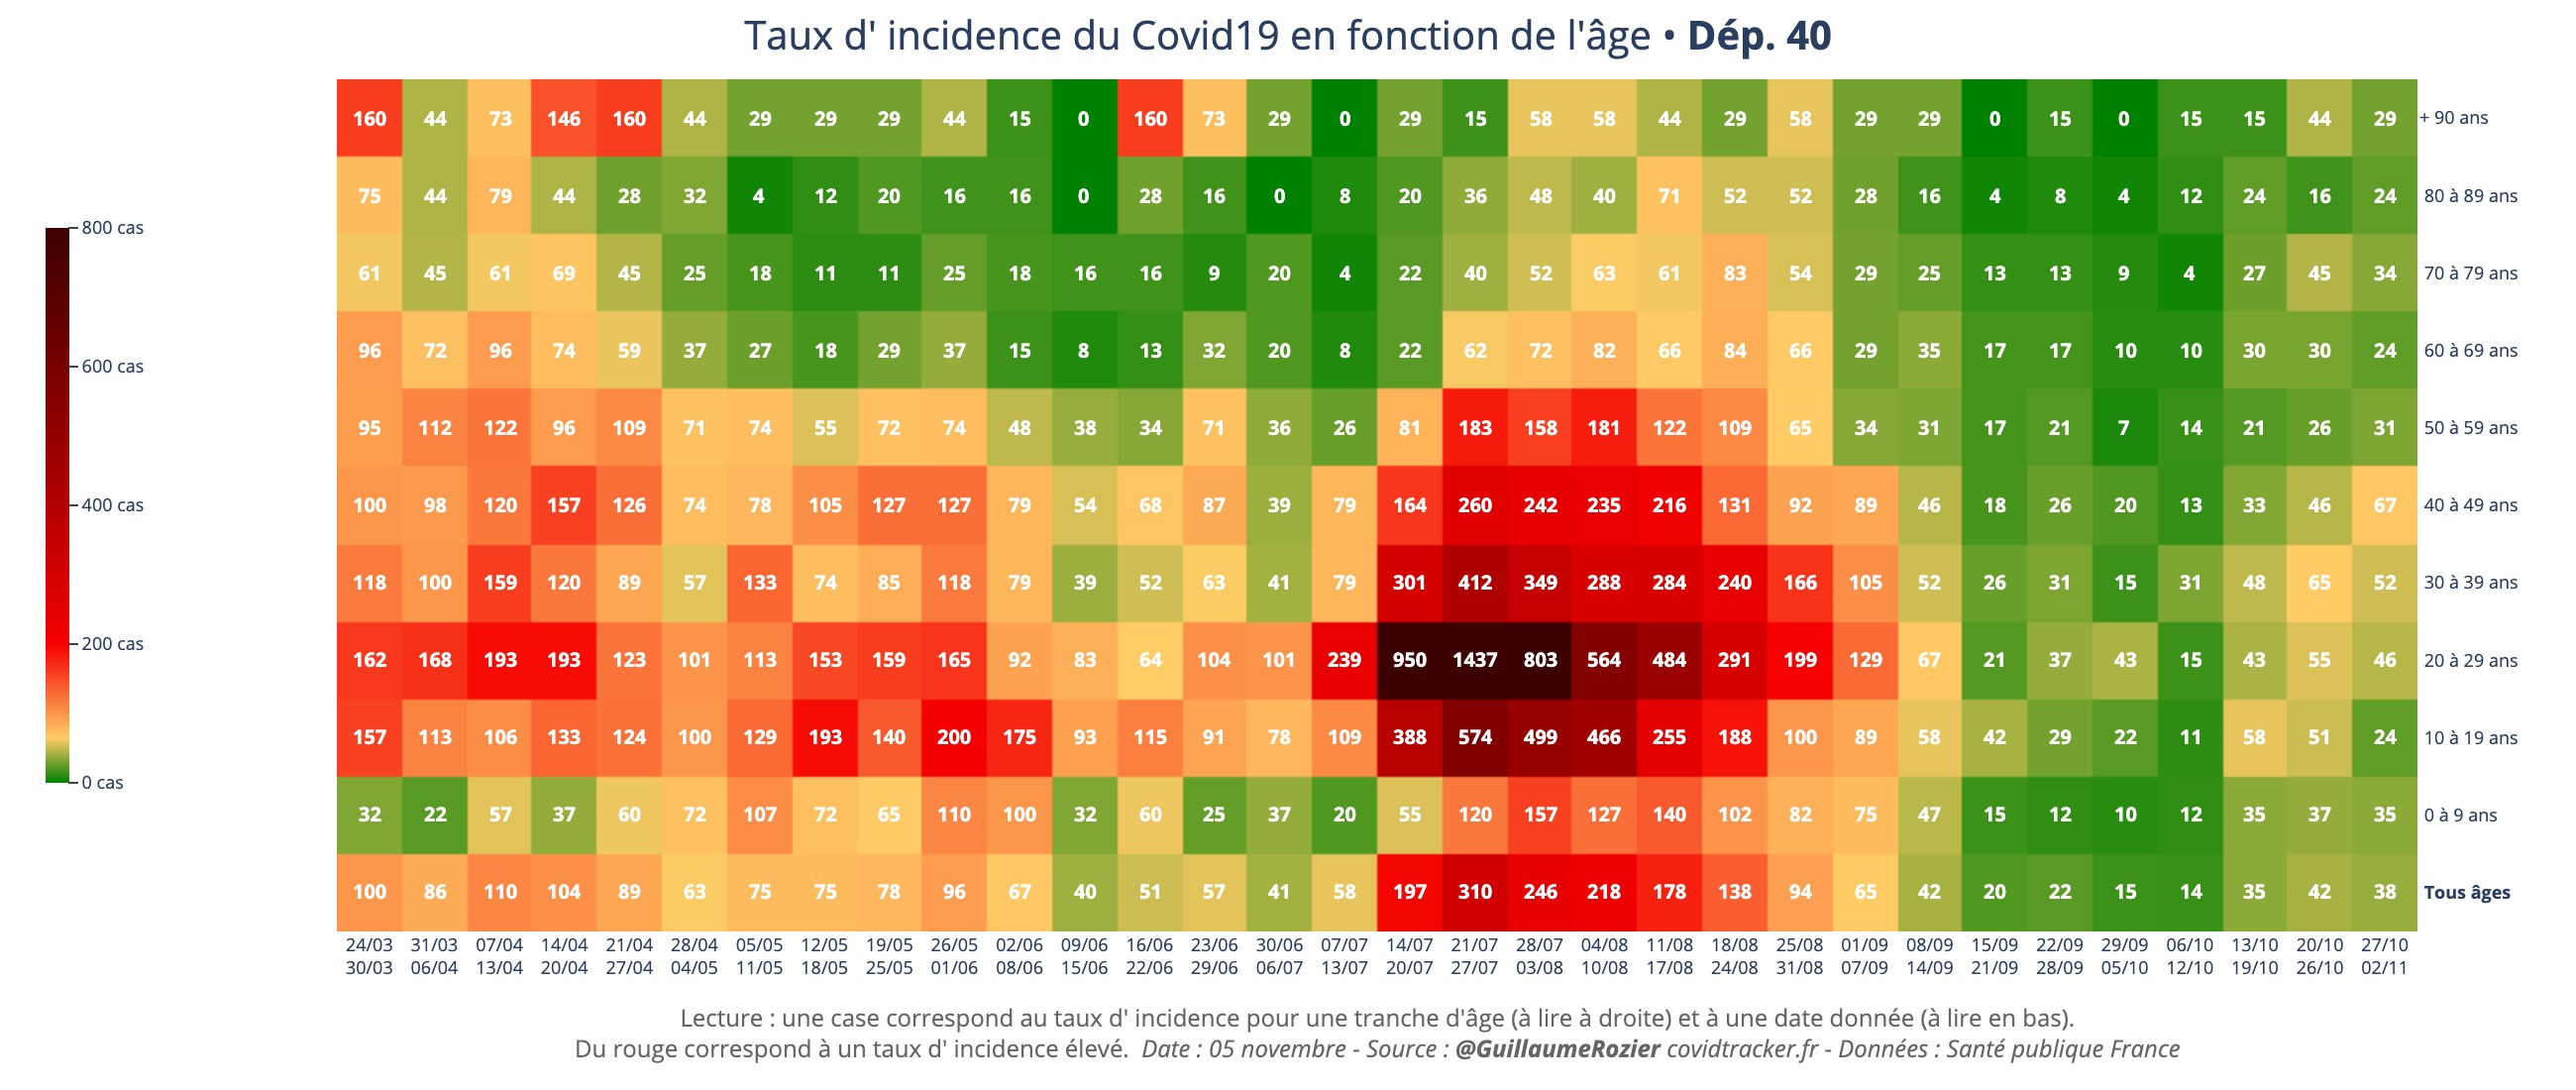 Taux d' incidence du Covid19 en fonction de l'âge • Dép. 40
800 cas
600 cas
400 cas
200 cas
0 cas
160 44 73 146 160 44 29 29 29 44 15 0 160 73 29 0 29 15 58 58 44 29 58 29 29 0 15 0 15 15 44 29 + 90 ans
75 44 79 44 28 32 4 12 20 16 16 0 28 16 0 8 20 36 48 40 71 52 52 28 16 4 8 4 12 24 16 24 80 à 89 ans
61 45 61 69 45 25 18 11 11 25 18 16 16 9 20 4 22 40 52 63 61 83 54 29 25 13 13 9 4 27 45 34 70 à 79 ans
96 72 96 74 59 37 27 18 29 37 15 8 13 32 20 8 22 62 72 82 66 84 66 29 35 17 17 10 10 30 30 24 60 à 69 ans
95 112 122 96 109 71 74 55 72 74 48 38 34 71 36 26 81 183 158 181 122 109 65 34 31 17 21 7 14 21 26 31 50 à 59 ans
100 98 120 157 126 74 78 105 127 127 79 54 68 87 39 79 164 260 242 235 216 131 92 89 46 18 26 20 13 33 46 67 40 à 49 ans
118 100 159 120 89 57 133 74 85 118 79 39 52 63 41 79 301 412 349 288 284 240 166 105 52 26 31 15 31 48 65 52 30 à 39 ans
162 168 193 193 123 101 113 153 159 165 92 83 64 104 101 239 950 1437 803 564 484 291 199 129 67 21 37 43 15 43 55 46 20 à 29 ans
157 113 106 133 124 100 129 193 140 200 175 93 115 91 78 109 388 574 499 466 255 188 100 89 58 42 29 22 11 58 51 24 10 à 19 ans
32 22 57 37 60 72 107 72 65 110 100 32 60 25 37 20 55 120 157 127 140 102 82 75 47 15 12 10 12 35 37 35 0 à 9 ans
100 86 110 104 89 63 75 75 78 96 67 40 51 57 41 58 197 310 246 218 178 138 94 65 42 20 22 15 14 35 42 38 Tous âges
24/03 31/03 07/04 14/04 21/04 28/04 05/05 12/05 19/05 26/05 02/06 09/06 16/06 23/06 30/06 07/07 14/07 21/07 28/07 04/08 11/08 18/08 25/08 01/09 08/09 15/09 22/09 29/09 06/10 13/10 20/10 27/10
30/03 06/04 13/04 20/04 27/04 04/05 11/05 18/05 25/05 01/06 08/06 15/06 22/06 29/06 06/07 13/07 20/07 27/07 03/08 10/08 17/08 24/08 31/08 07/09 14/09 21/09 28/09 05/10 12/10 19/10 26/10 02/11
Lecture : une case correspond au taux d' incidence pour une tranche d'âge (à lire à droite) et à une date donnée (à lire en bas).
Du rouge correspond à un taux d' incidence élevé. Date : 05 novembre - Source : @GuillaumeRozier covidtracker.fr - Données : Santé publique France